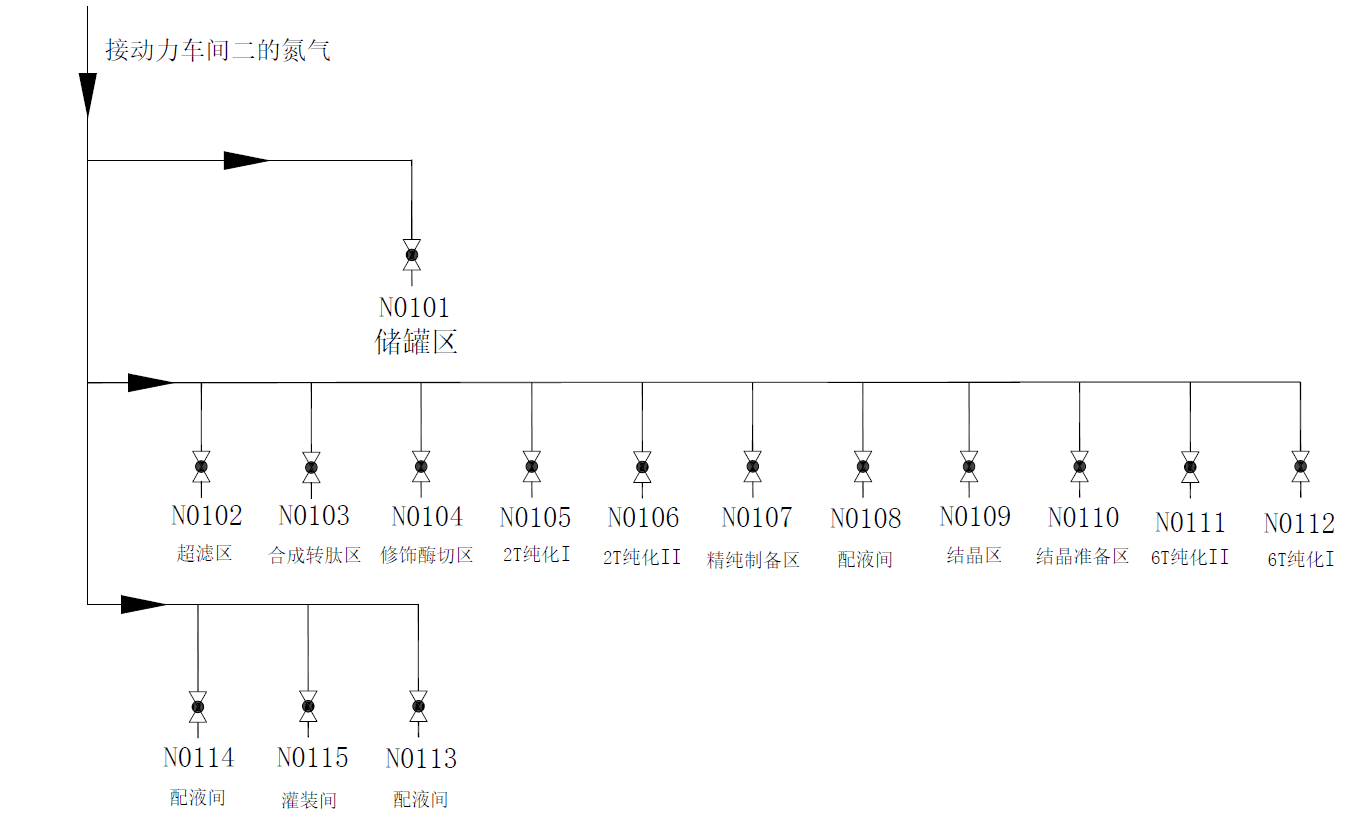 接动力车间二的氮气
N0101
储罐区
N0102 N0103 N0104 N0105 N0106 N0107 N0108 N0109 N0110 N0111 N0112
超滤区 合成转肽区 修饰酶切区 2T纯化I 2T纯化II 精纯制备区 配液间 结晶区 结晶准备区 6T纯化II 6T纯化I
N0114 N0115 N0113
配液间 灌装间 配液间